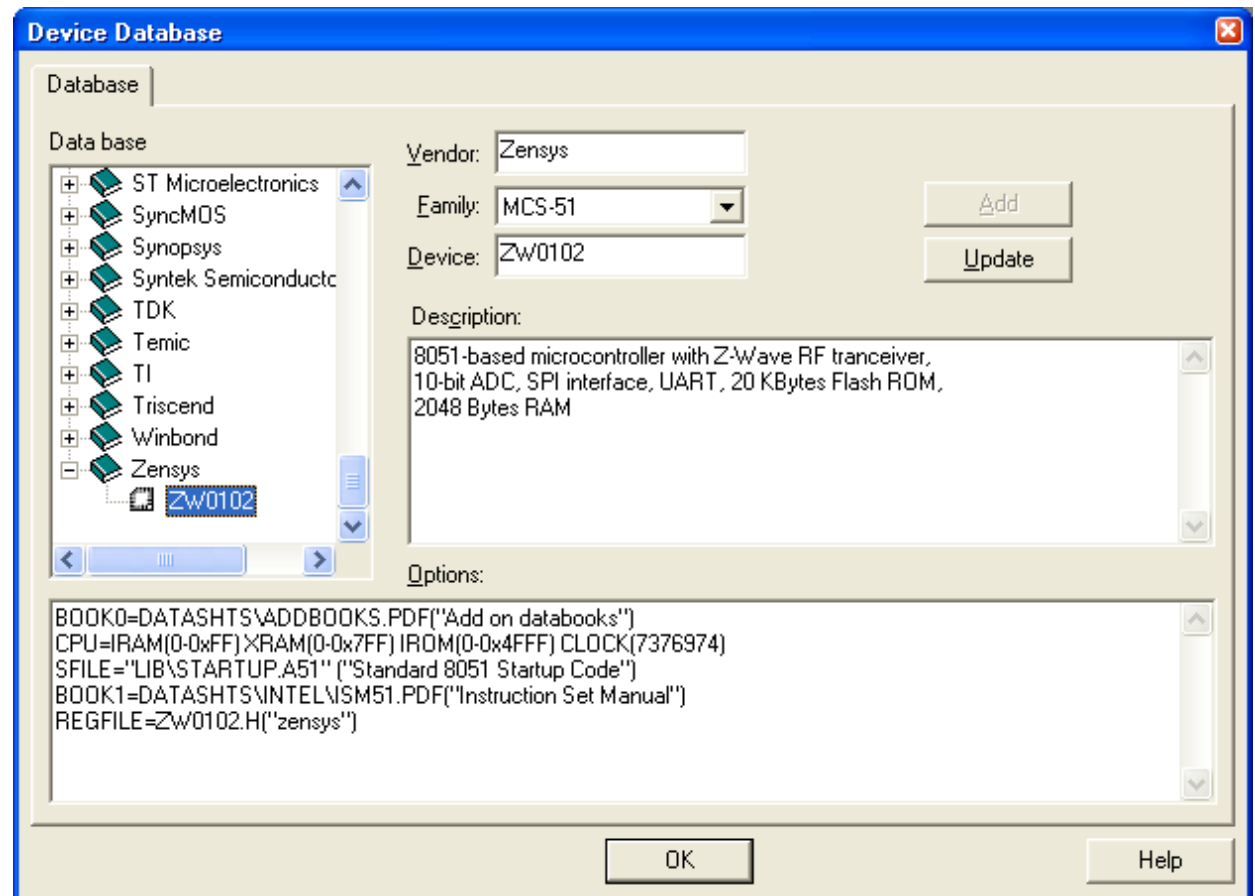 Device Database
Database
Data base
ST Microelectronics
SyncMOS
Synopsys
Syntek Semiconductc
TDK
Temic
TI
Triscend
Winbond
Zensys
ZW0102
Vendor: Zensys
Family: MCS-51
Device: ZW0102
Add
Update
Description:
8051-based microcontroller with Z-Wave RF tranceiver,
10-bit ADC, SPI interface, UART, 20 KBytes Flash ROM,
2048 Bytes RAM
Options:
BOOK0=DATASHTS\ADDBOOKS.PDF("Add on databooks")
CPU=IRAM(0-0xFF) XRAM(0-0x7FF) IROM(0-0x4FFF) CLOCK(7376974)
SFILE="LIB\STARTUP.A51" ("Standard 8051 Startup Code")
BOOK1=DATASHTS\INTEL\ISM51.PDF("Instruction Set Manual")
REGFILE=ZW0102.H("zensys")
OK
Help